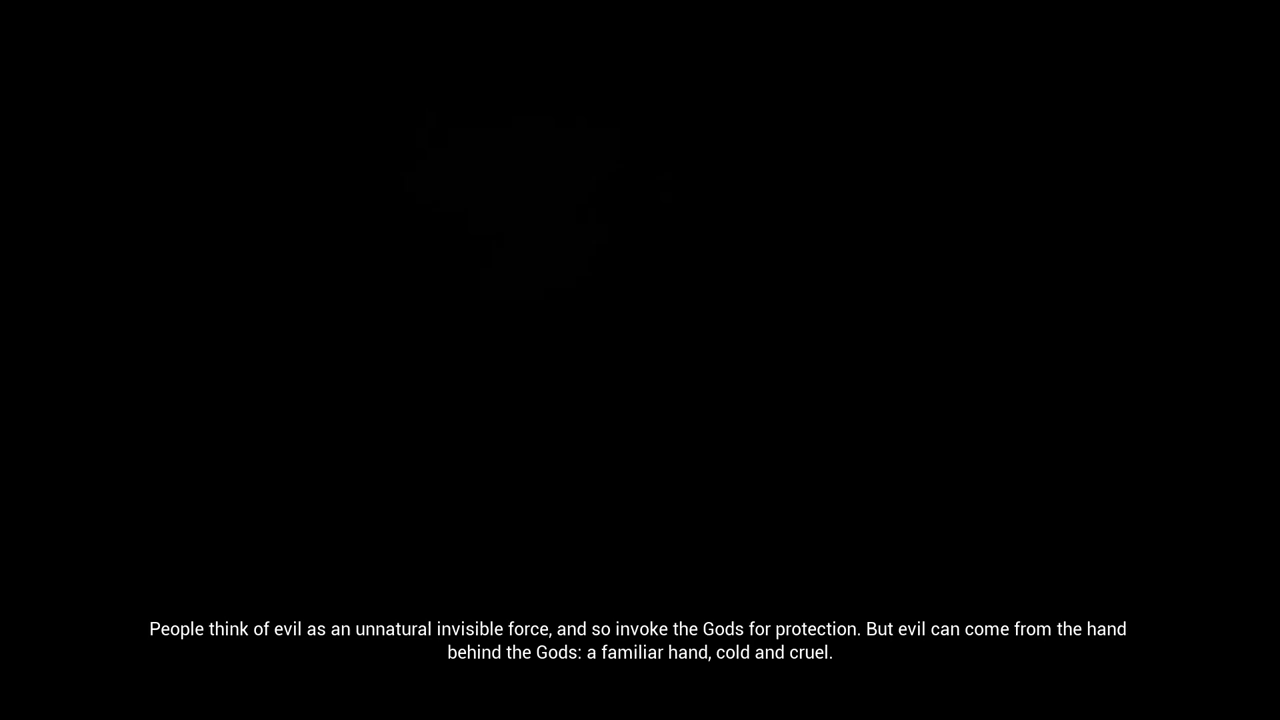 People think of evil as an unnatural invisible force, and so invoke the Gods for protection. But evil can come from the hand
behind the Gods: a familiar hand, cold and cruel.